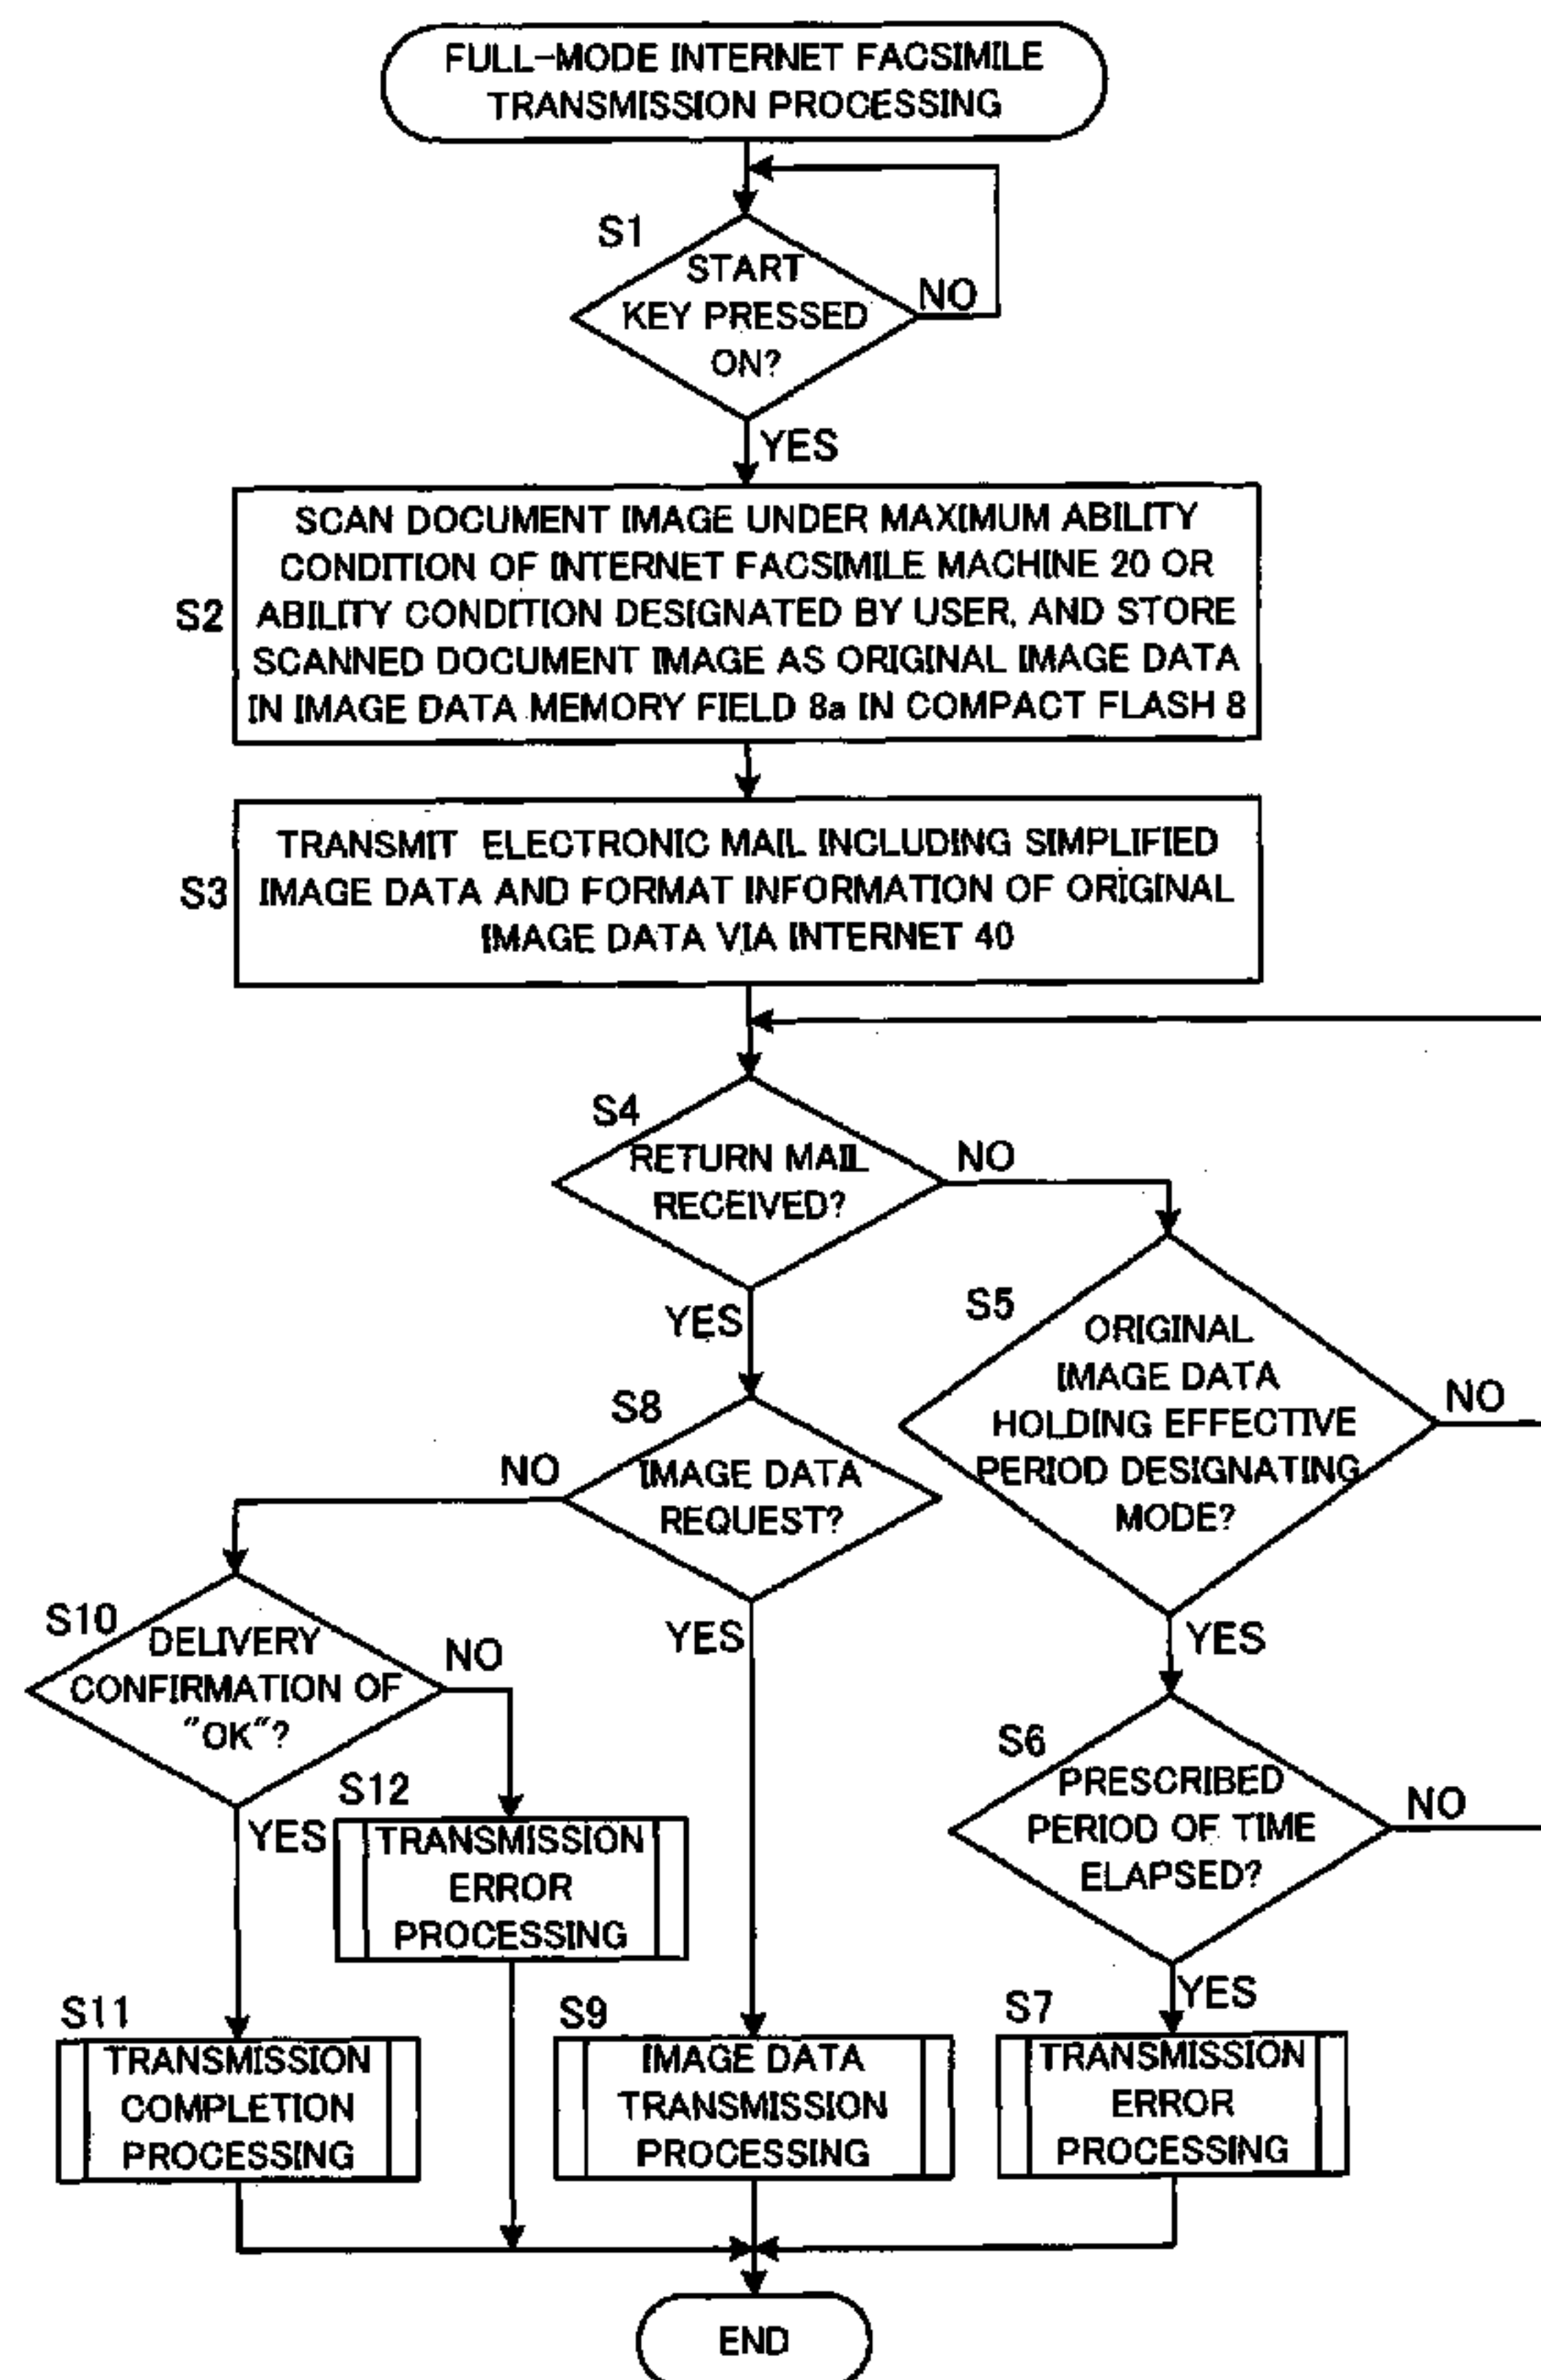 FULL-MODE INTERNET FACSIMILE
TRANSMISSION PROCESSING
S1
START
KEY PRESSED
ON?
NO
YES
S2
SCAN DOCUMENT IMAGE UNDER MAXIMUM ABILITY
CONDITION OF INTERNET FACSIMILE MACHINE 20 OR
ABILITY CONDITION DESIGNATED BY USER, AND STORE
SCANNED DOCUMENT IMAGE AS ORIGINAL IMAGE DATA
IN IMAGE DATA MEMORY FIELD 8a IN COMPACT FLASH 8
S3
TRANSMIT ELECTRONIC MAIL INCLUDING SIMPLIFIED
IMAGE DATA AND FORMAT INFORMATION OF ORIGINAL
IMAGE DATA VIA INTERNET 40
S4
RETURN MAIL
RECEIVED?
NO
YES
S5
ORIGINAL
IMAGE DATA
HOLDING EFFECTIVE
PERIOD DESIGNATING
MODE?
NO
YES
S8
IMAGE DATA
REQUEST?
NO
YES
S10
DELIVERY
CONFIRMATION OF
"OK"?
NO
YES
S6
PRESCRIBED
PERIOD OF TIME
ELAPSED?
NO
YES
S12
TRANSMISSION
ERROR
PROCESSING
S11
TRANSMISSION
COMPLETION
PROCESSING
S9
IMAGE DATA
TRANSMISSION
PROCESSING
S7
TRANSMISSION
ERROR
PROCESSING
END